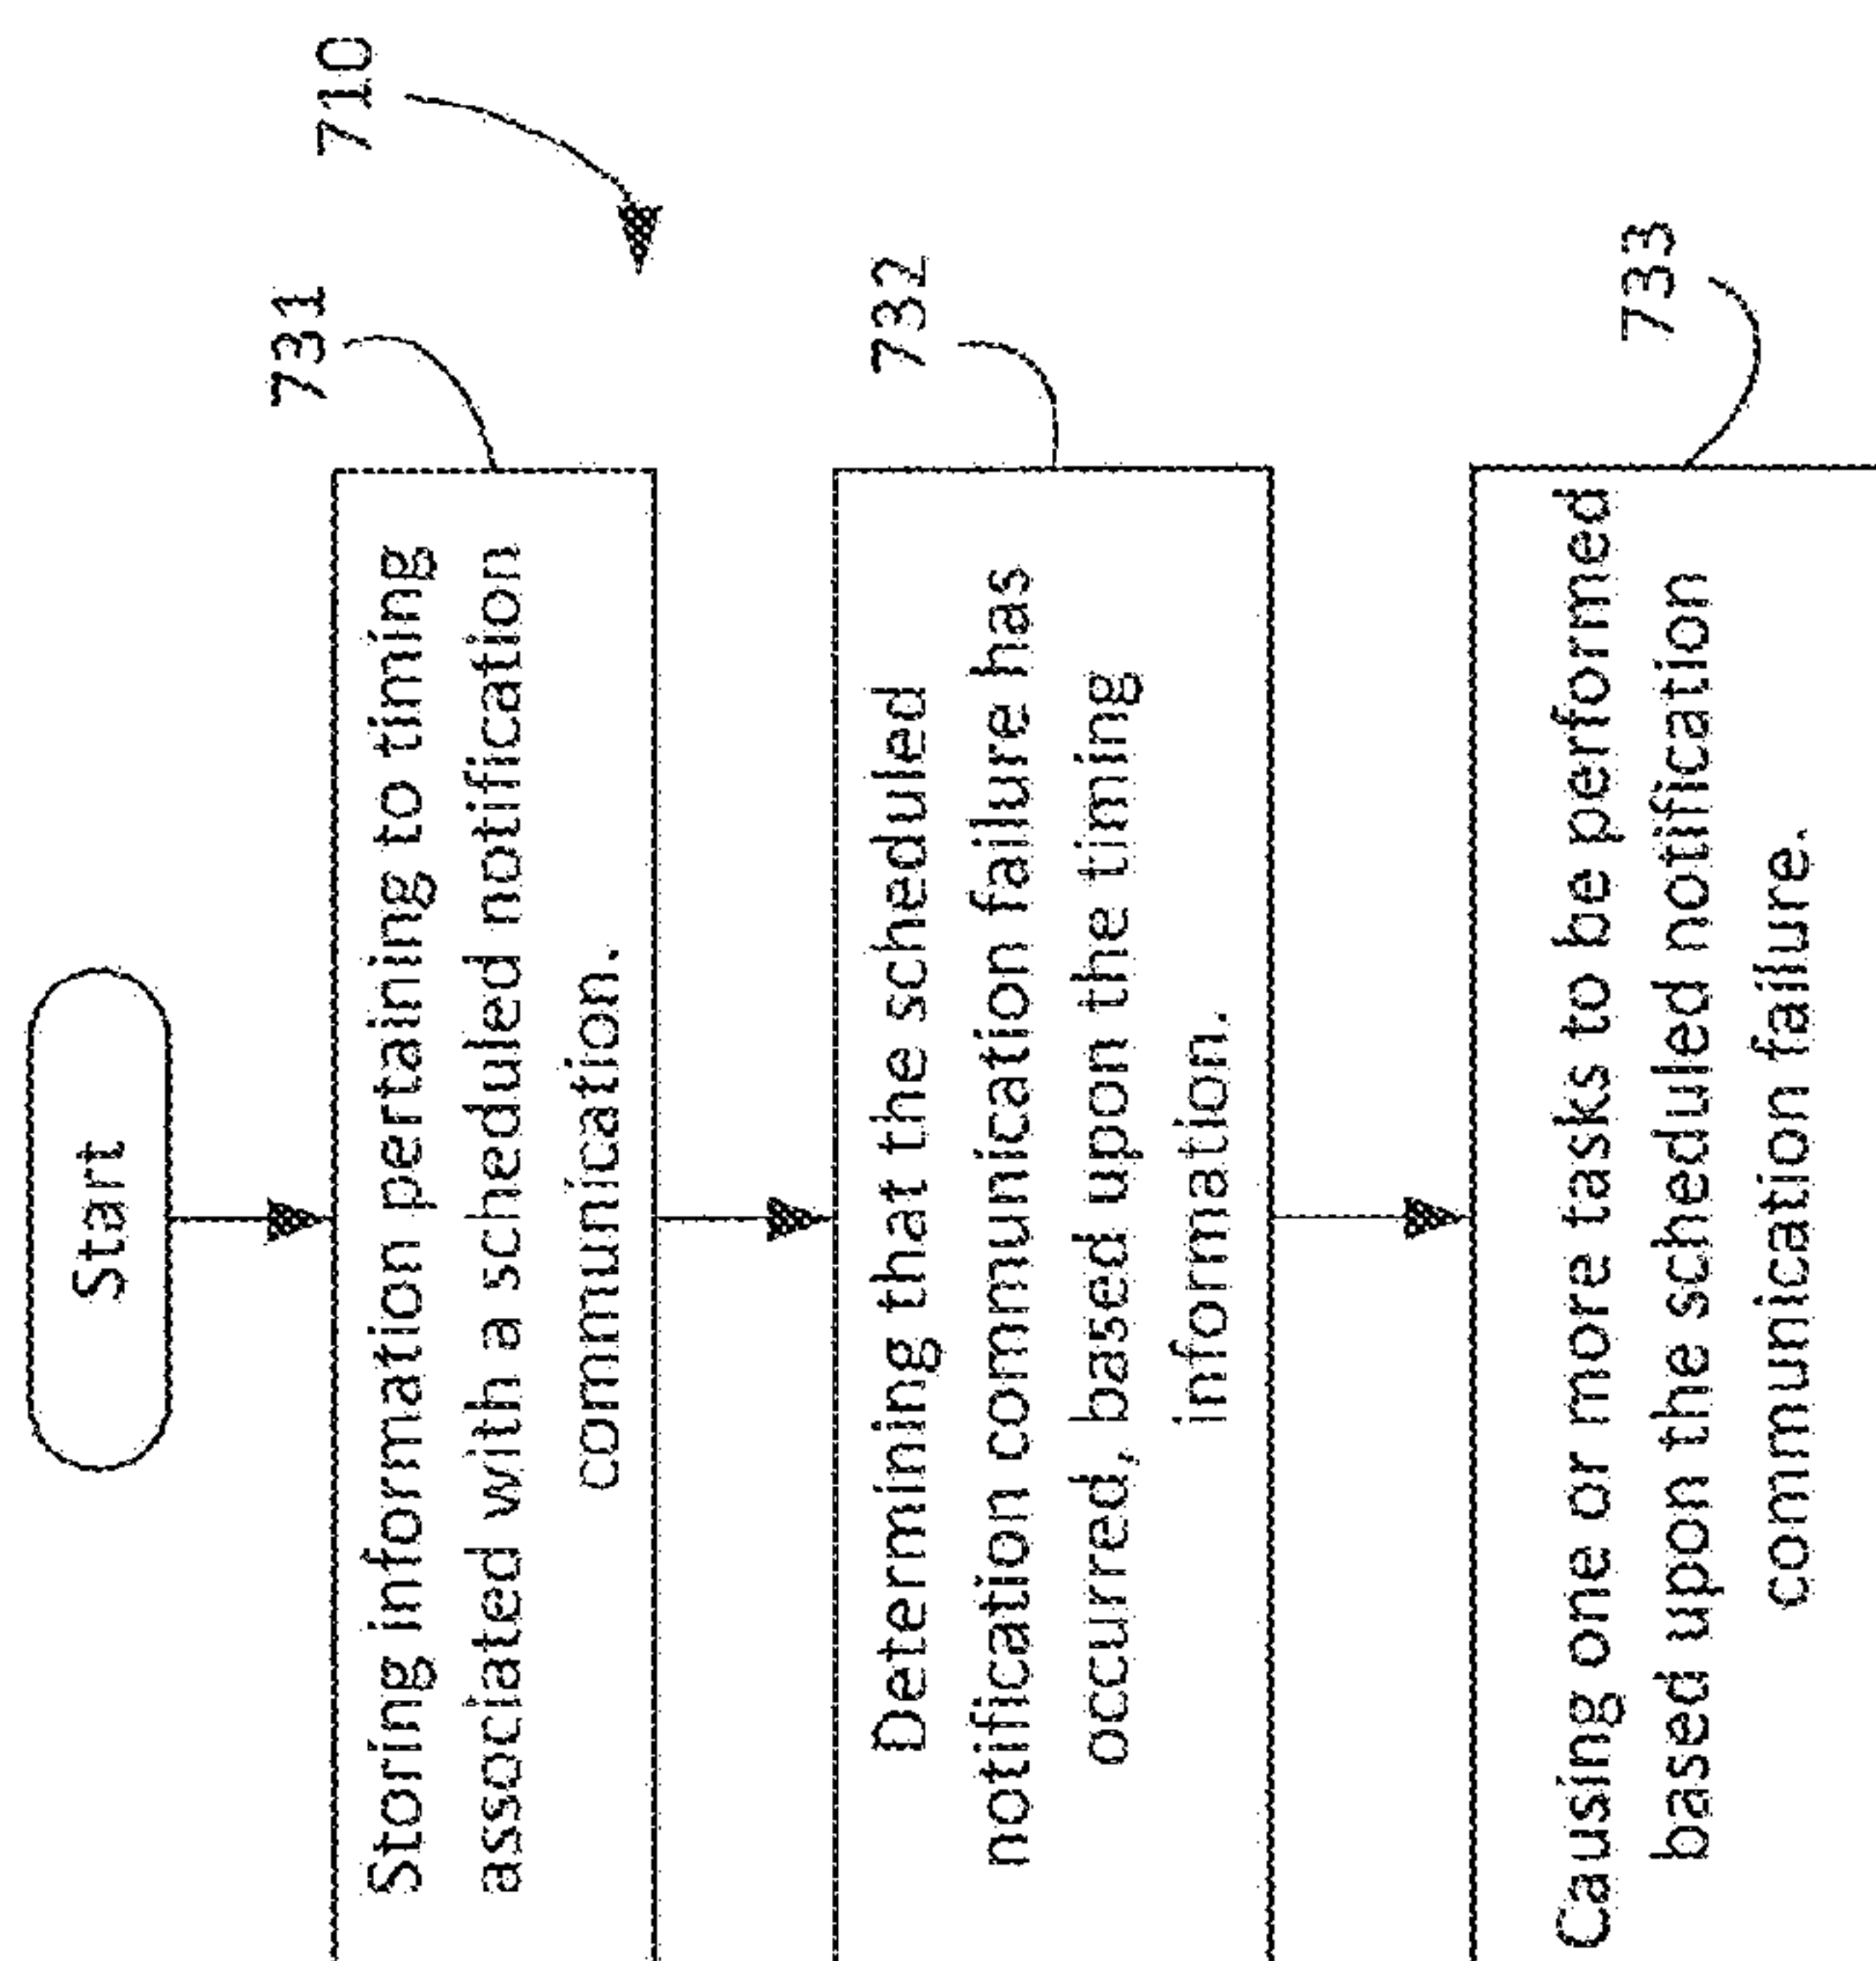 710
Start
731
Storing information pertaining to timing
associated with a scheduled notification
communication.
732
Determining that the scheduled
notification communication failure has
occurred, based upon the timing
information.
733
Causing one or more tasks to be performed
based upon the scheduled notification
communication failure.